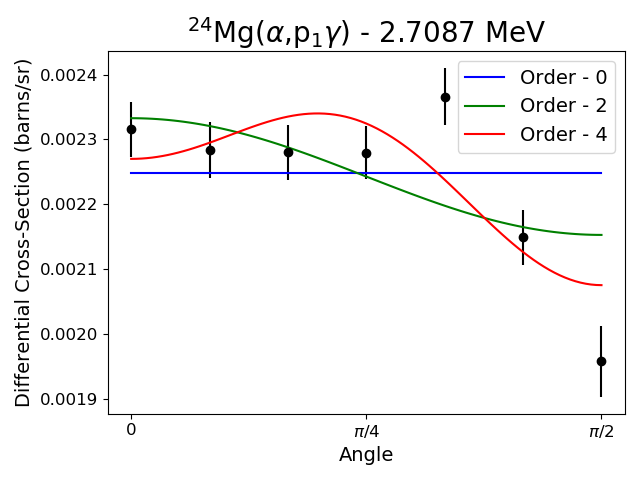 ²⁴Mg(α,p₁γ) - 2.7087 MeV
Differential Cross-Section (barns/sr)
0.0024
0.0023
0.0022
0.0021
0.0020
0.0019
Order - 0
Order - 2
Order - 4
0
π/4
π/2
Angle